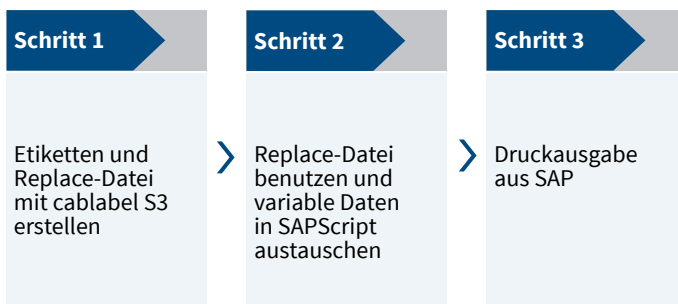 Schritt 1
Etiketten und
Replace-Datei
mit cablabel S3
erstellen
Schritt 2
Replace-Datei
benutzen und
variable Daten
in SAPScript
austauschen
Schritt 3
Druckausgabe
aus SAP